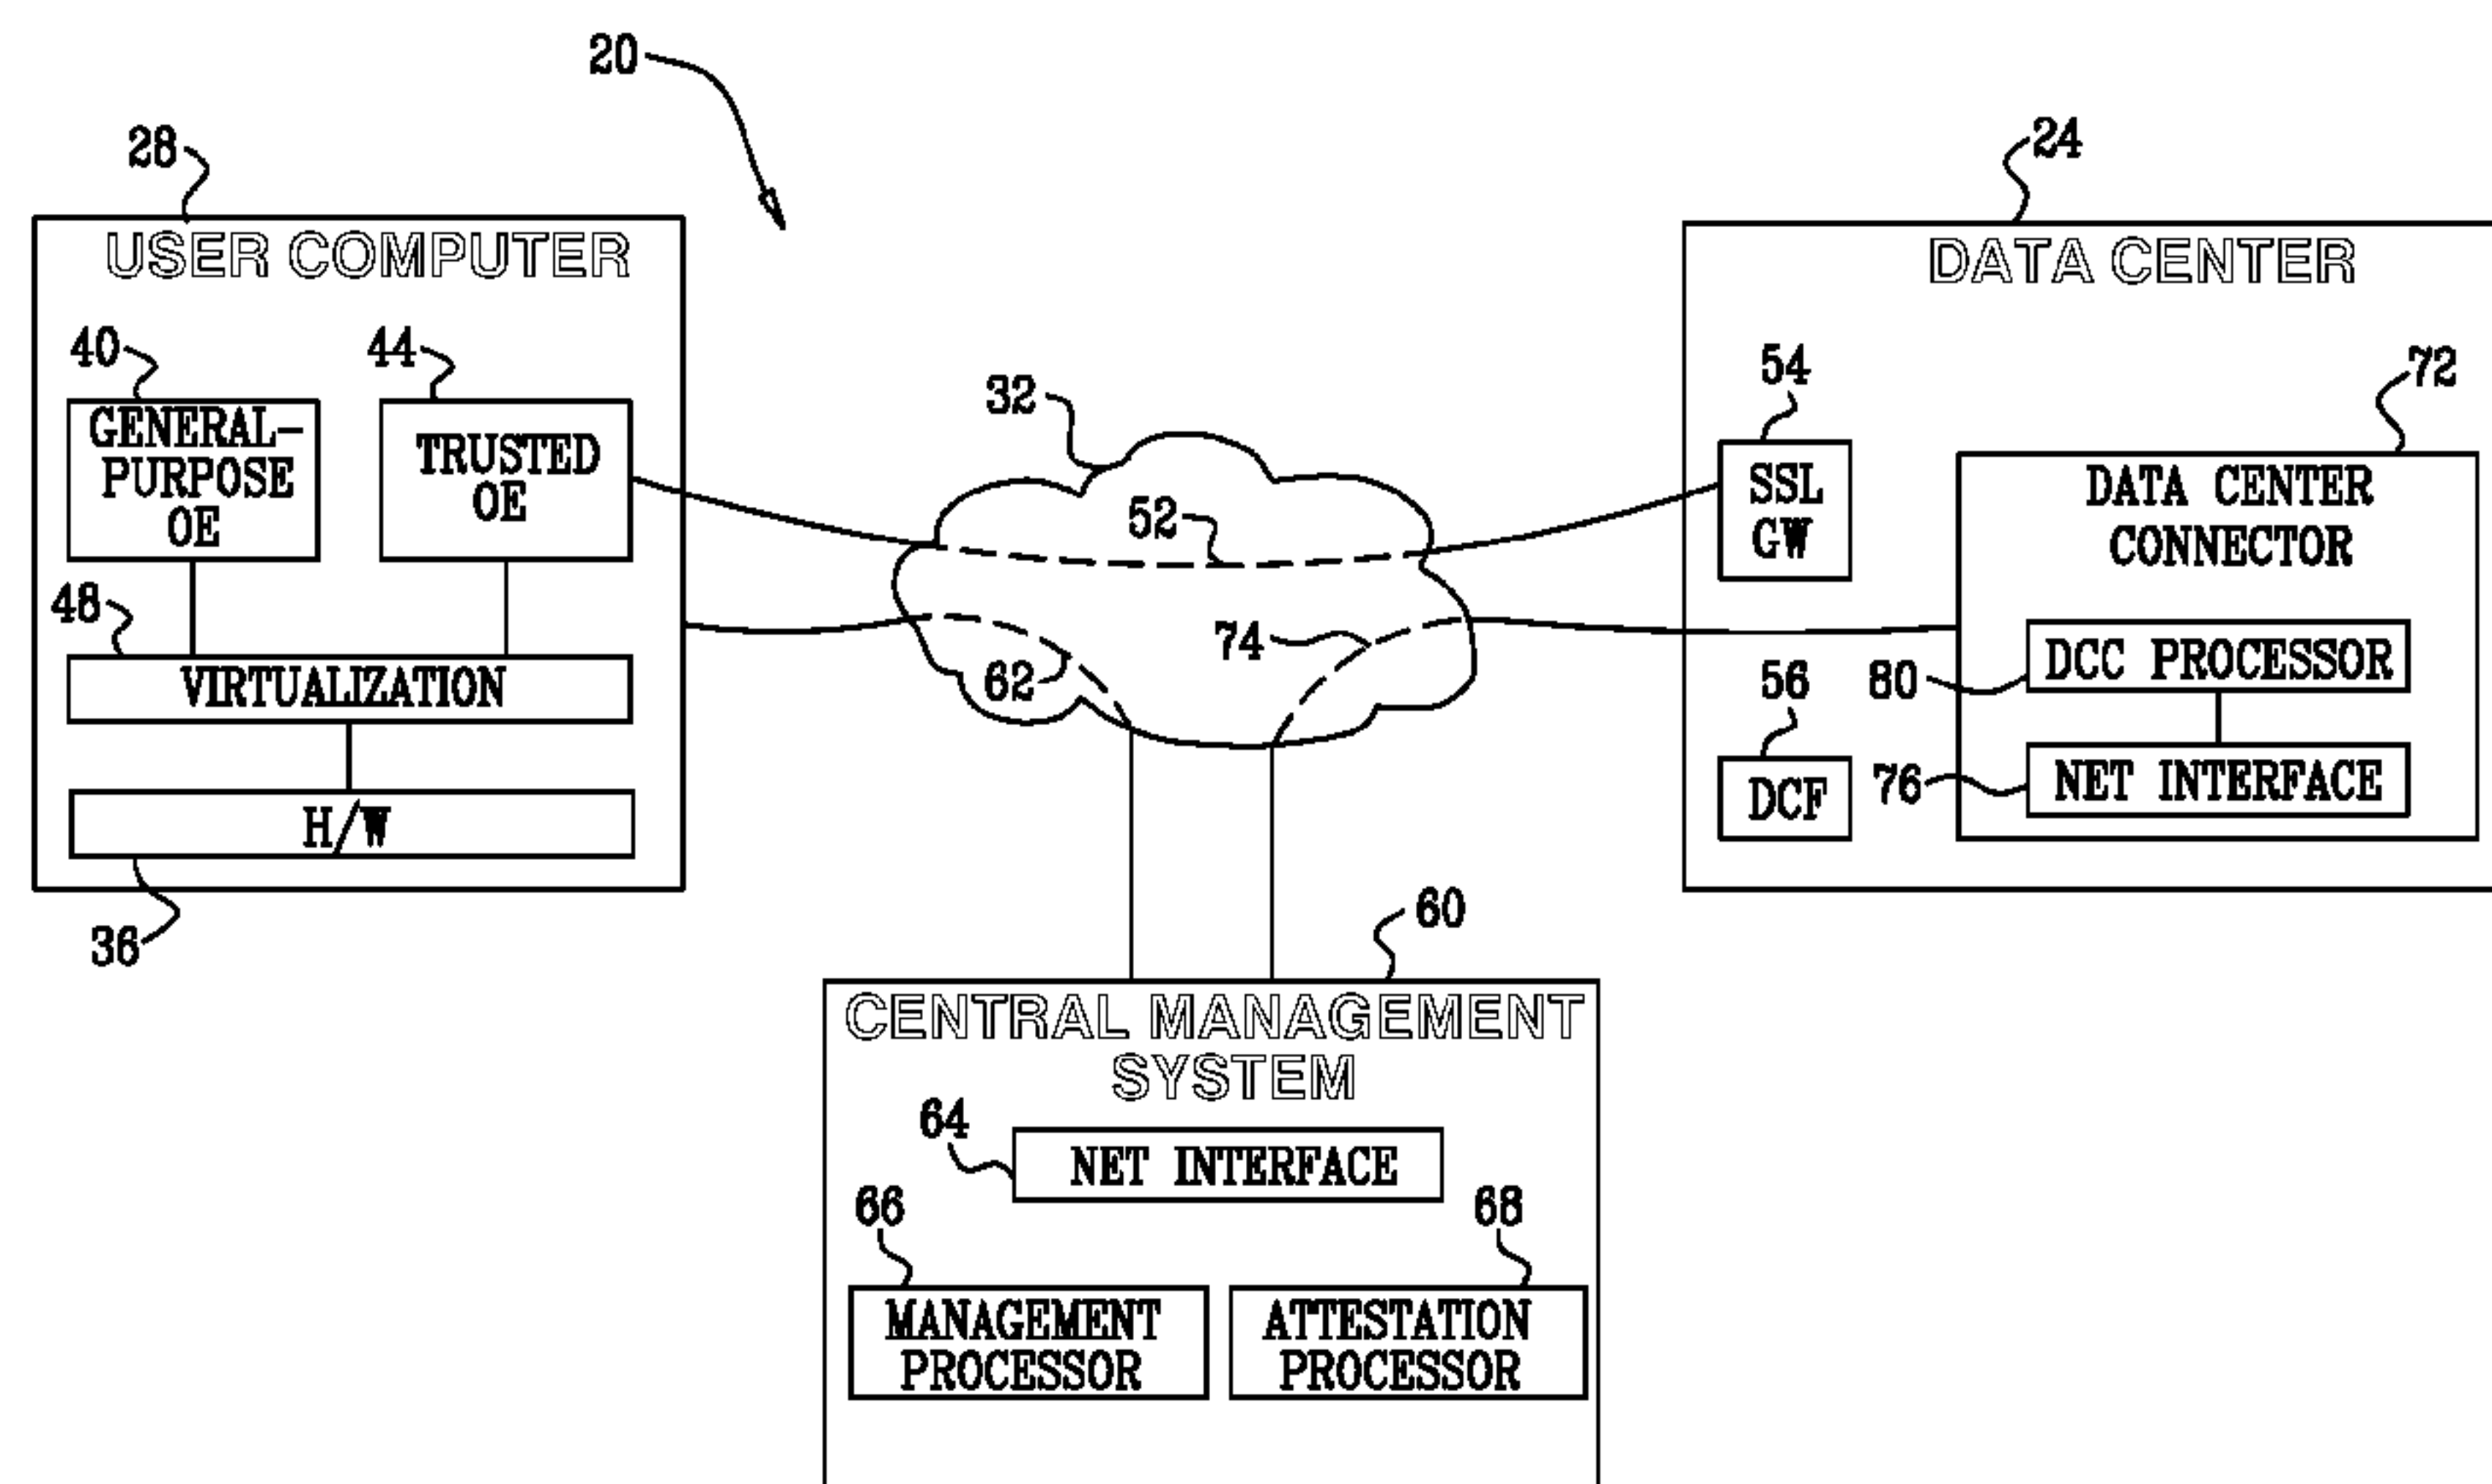 20
28
24
USER COMPUTER
DATA CENTER
40
44
32
54
72
GENERAL-
PURPOSE
OE
TRUSTED
OE
52
SSL
GW
DATA CENTER
CONNECTOR
48
62
74
56
80
DCC PROCESSOR
VIRTUALIZATION
76
NET INTERFACE
DCF
H/W
36
60
CENTRAL MANAGEMENT
SYSTEM
64
NET INTERFACE
66
68
MANAGEMENT
PROCESSOR
ATTESTATION
PROCESSOR